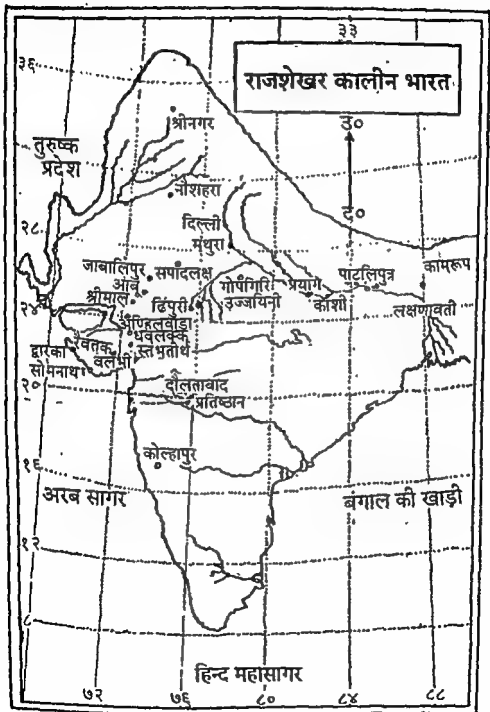 ३३
३६
राजशेखर कालीन भारत
श्रीनगर
उ०
तुरुष्क
प्रदेश
द०
नौशहरा
दिल्ली
मथुरा
२८
जाबालिपुर
सपादलक्ष
आबू
श्रीमाल
गोपगिरि
प्रयाग
पाटलिपुत्र
कामरूप
ढिंपुरी
उज्जयिनी
काशी
२४
लक्षणावती
अणहिलवाड़ा
धवलक्क
रैवतक
वलभी
स्तंभतीर्थ
द्वारका
सोमनाथ
२०
दौलताबाद
प्रतिष्ठान
कोल्हापुर
१६
अरब सागर
बंगाल की खाड़ी
१२
८
हिन्द महासागर
७२
७६
८०
८४
८८